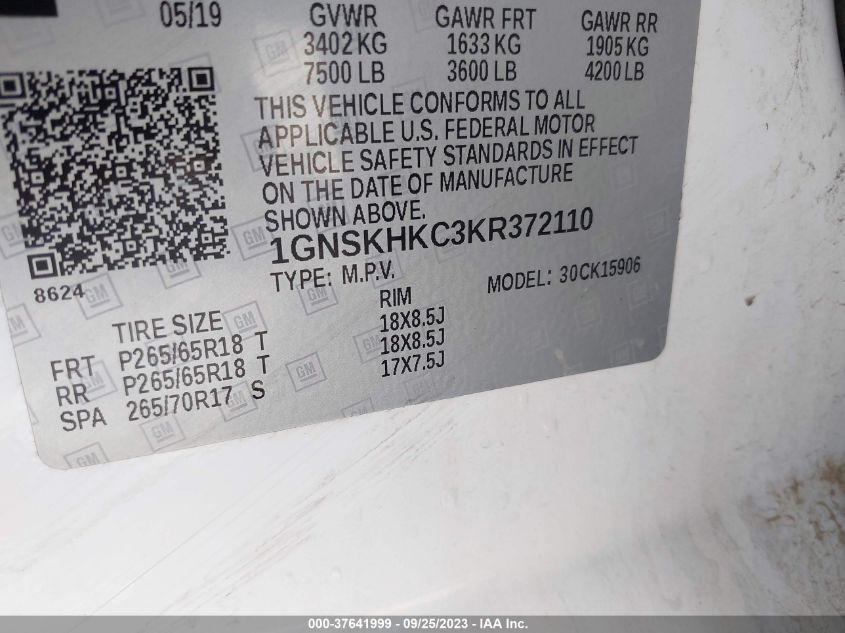 05/19 GVWR GAWR FRT GAWR RR
3402 KG 1633 KG 1905 KG
7500 LB 3600 LB 4200 LB
THIS VEHICLE CONFORMS TO ALL
APPLICABLE U.S. FEDERAL MOTOR
VEHICLE SAFETY STANDARDS IN EFFECT
ON THE DATE OF MANUFACTURE
SHOWN ABOVE.
1GNSKHKC3KR372110
8624 TYPE: M.P.V. MODEL: 30CK15906
TIRE SIZE RIM
FRT P265/65R18 T 18X8.5J
RR P265/65R18 T 18X8.5J
SPA 265/70R17 S 17X7.5J
GM
000-37641999 / 09/25/2023 - IAA Inc.